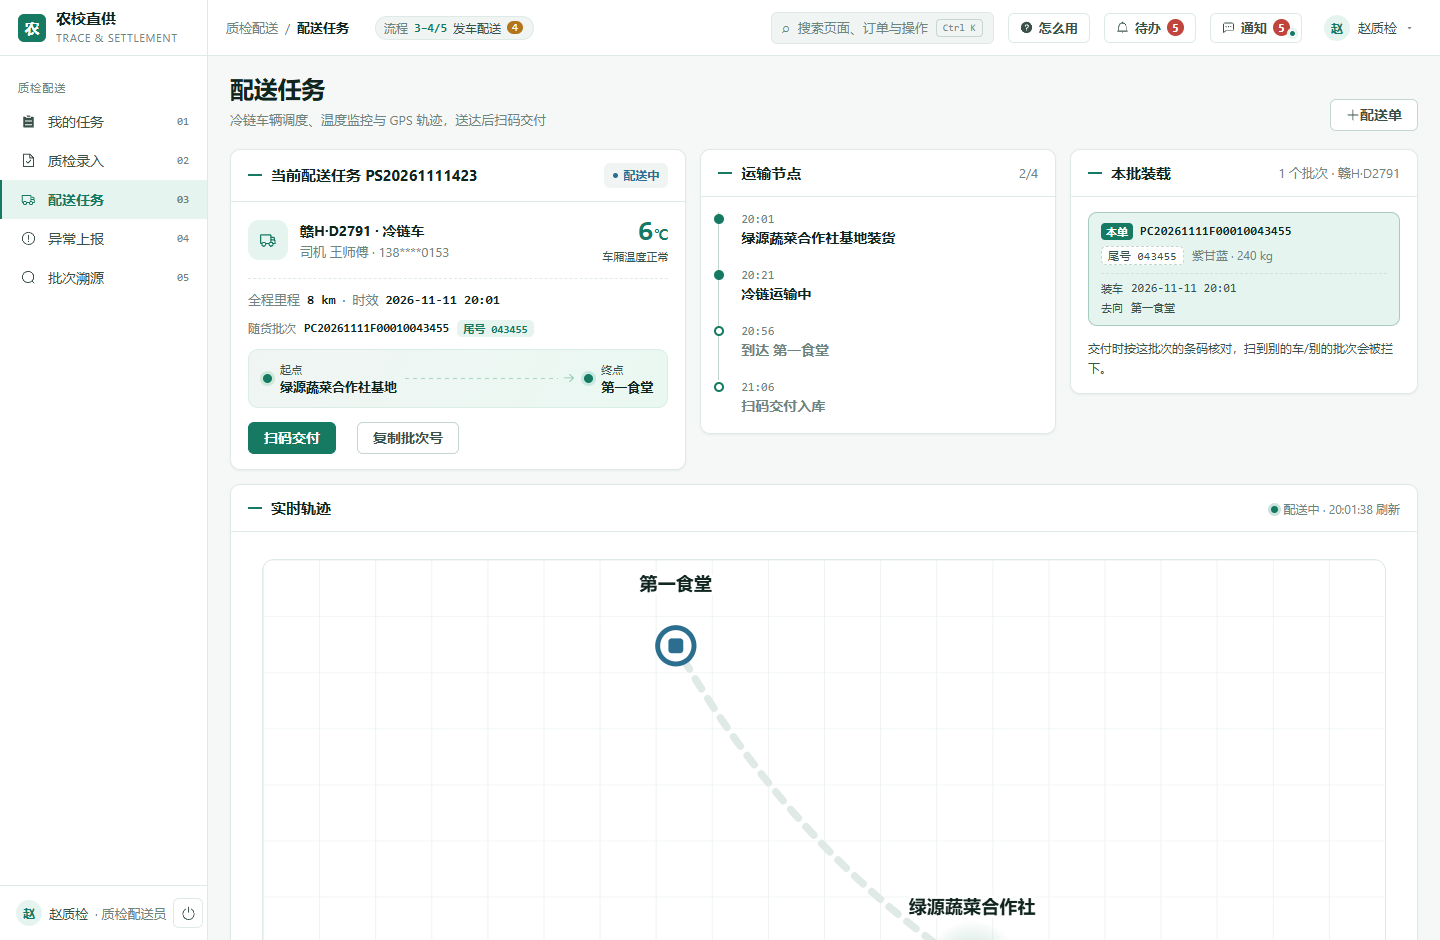 农校直供
TRACE & SETTLEMENT
质检配送
我的任务 01
质检录入 02
配送任务 03
异常上报 04
批次溯源 05
赵 赵质检 · 质检配送员
质检配送 / 配送任务
流程 3-4/5 发车配送 4
搜索页面、订单与操作 Ctrl K
怎么用
待办 5
通知 5
赵 赵质检
配送任务
冷链车辆调度、温度监控与 GPS 轨迹，送达后扫码交付
＋配送单
当前配送任务 PS20261111423
配送中
赣H·D2791 · 冷链车
司机 王师傅 · 138****0153
6℃
车厢温度正常
全程里程 8 km · 时效 2026-11-11 20:01
随货批次 PC20261111F00010043455 尾号 043455
起点
绿源蔬菜合作社基地
终点
第一食堂
扫码交付
复制批次号
运输节点
2/4
20:01
绿源蔬菜合作社基地装货
20:21
冷链运输中
20:56
到达 第一食堂
21:06
扫码交付入库
本批装载
1 个批次 · 赣H·D2791
本单 PC20261111F00010043455
尾号 043455 紫甘蓝 · 240 kg
装车 2026-11-11 20:01
去向 第一食堂
交付时按这批次的条码核对，扫到别的车/别的批次会被拦
下。
实时轨迹
配送中 · 20:01:38 刷新
第一食堂
绿源蔬菜合作社
农